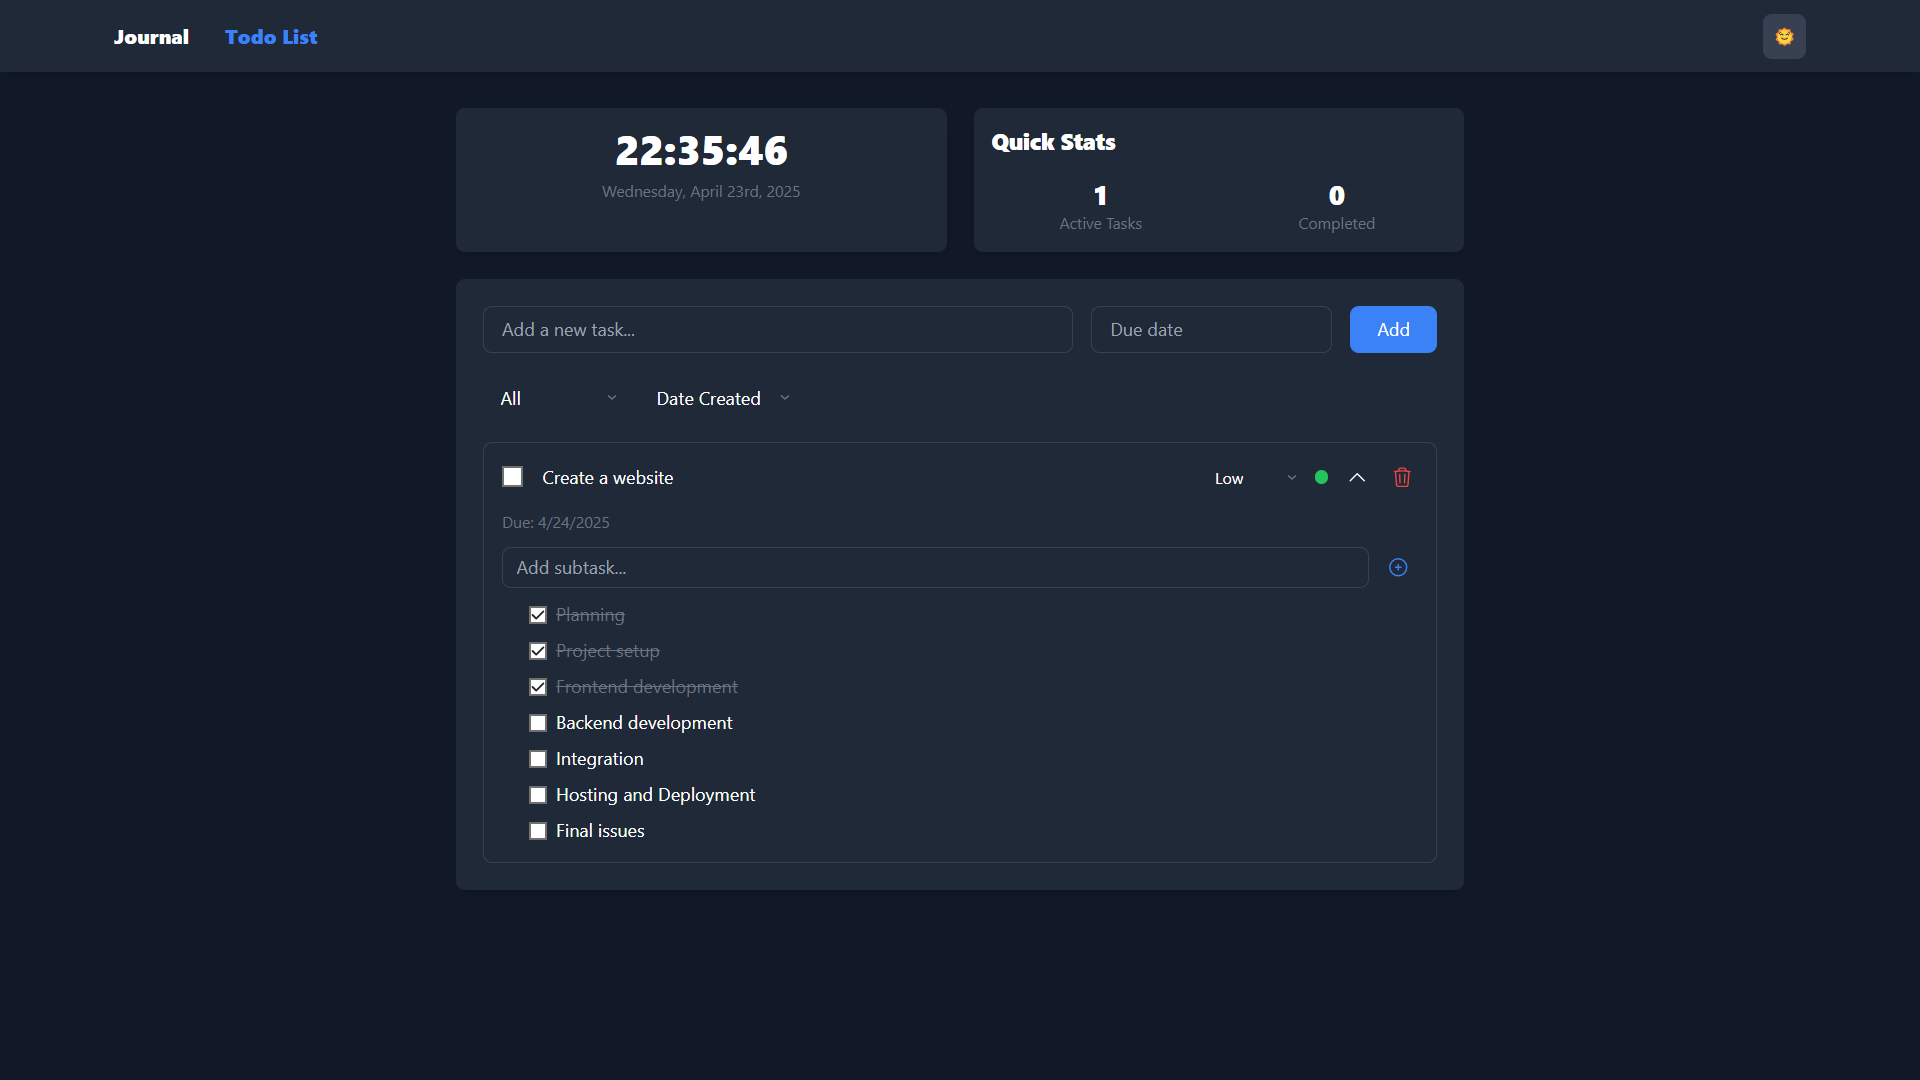 Journal Todo List
22:35:46
Wednesday, April 23rd, 2025
Quick Stats
1 0
Active Tasks Completed
Add a new task... Due date Add
All Date Created
Create a website Low
Due: 4/24/2025
Add subtask...
Planning
Project setup
Frontend development
Backend development
Integration
Hosting and Deployment
Final issues